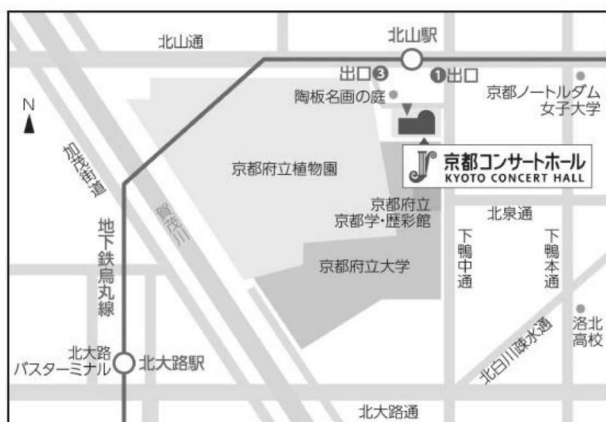 北山通
北山駅
出口❸
❶出口
陶板名画の庭
京都ノートルダム
女子大学
N
加茂街道
京都府立植物園
京都コンサートホール
KYOTO CONCERT HALL
賀茂川
京都府立
京都学・歴彩館
北泉通
地下鉄烏丸線
京都府立大学
下鴨中通
下鴨本通
洛北
高校
北大路
バスターミナル
北大路駅
北白川疏水通
北大路通